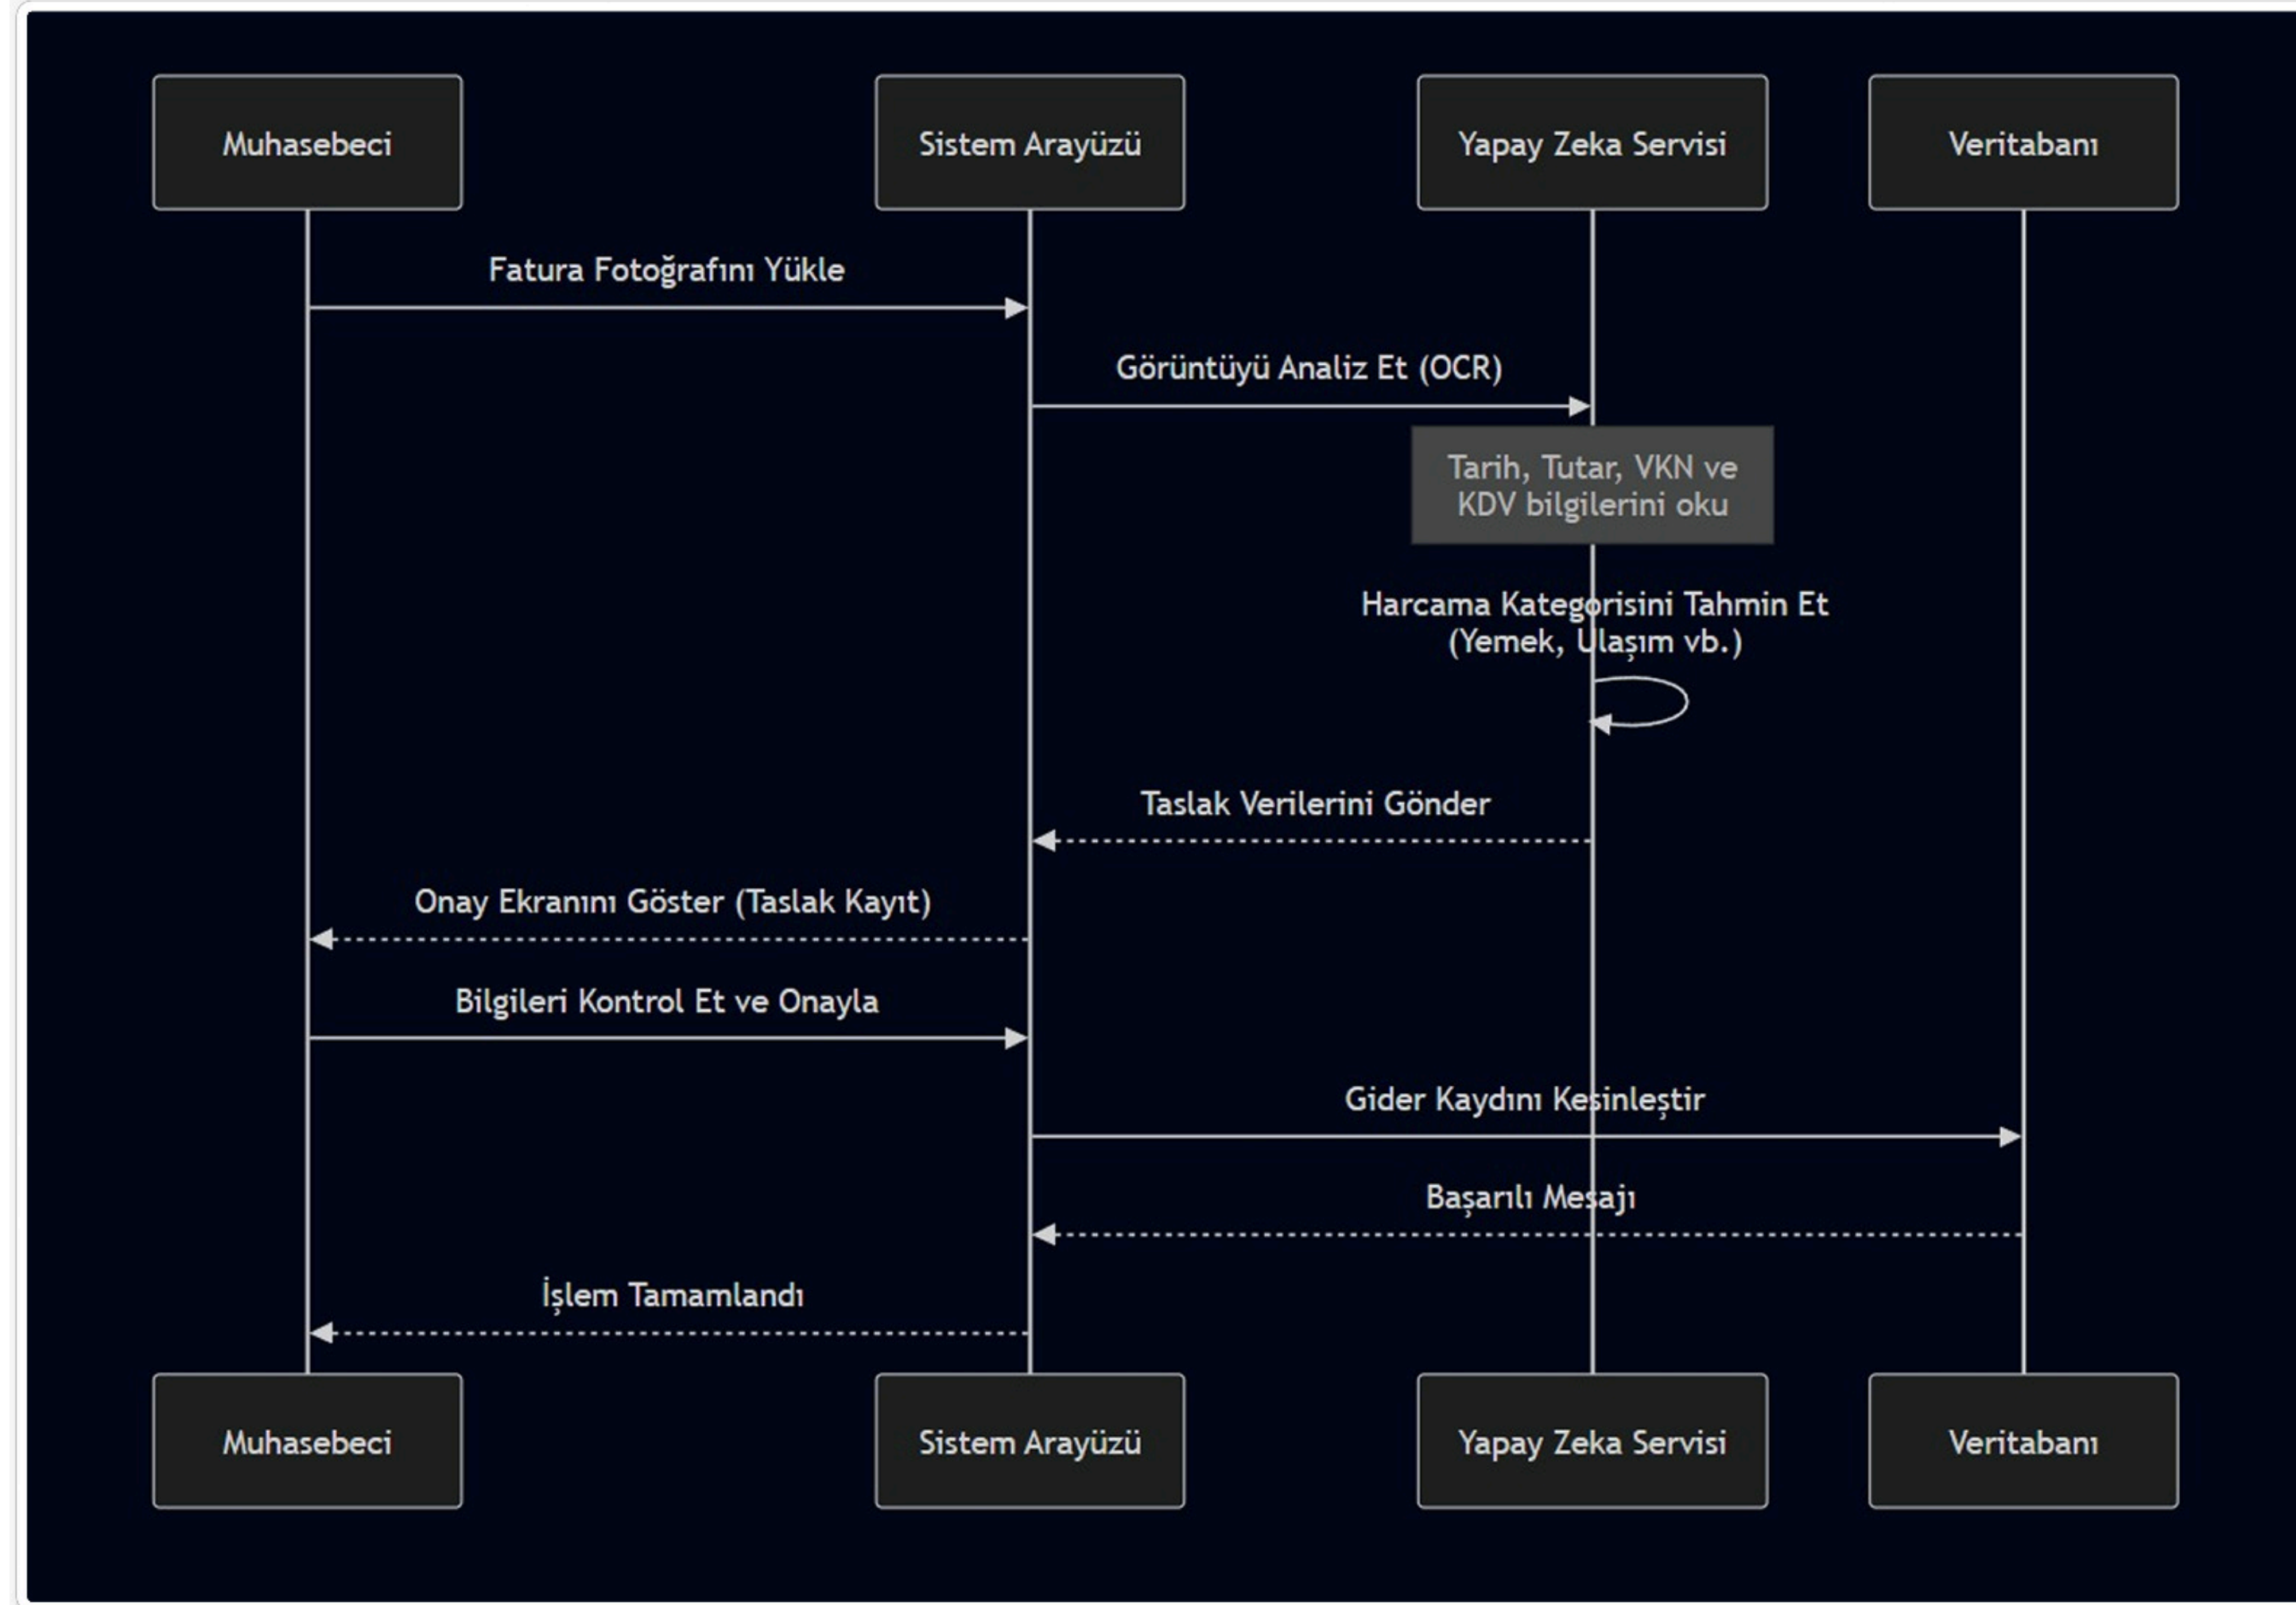 Muhasebeci
Sistem Arayüzü
Yapay Zeka Servisi
Veritabanı
Fatura Fotoğrafını Yükle
Görüntüyü Analiz Et (OCR)
Tarih, Tutar, VKN ve
KDV bilgilerini oku
Harcama Kategorisini Tahmin Et
(Yemek, Ulaşım vb.)
Taslak Verilerini Gönder
Onay Ekranını Göster (Taslak Kayıt)
Bilgileri Kontrol Et ve Onayla
Gider Kaydını Kesinleştir
Başarılı Mesajı
İşlem Tamamlandı
Muhasebeci
Sistem Arayüzü
Yapay Zeka Servisi
Veritabanı